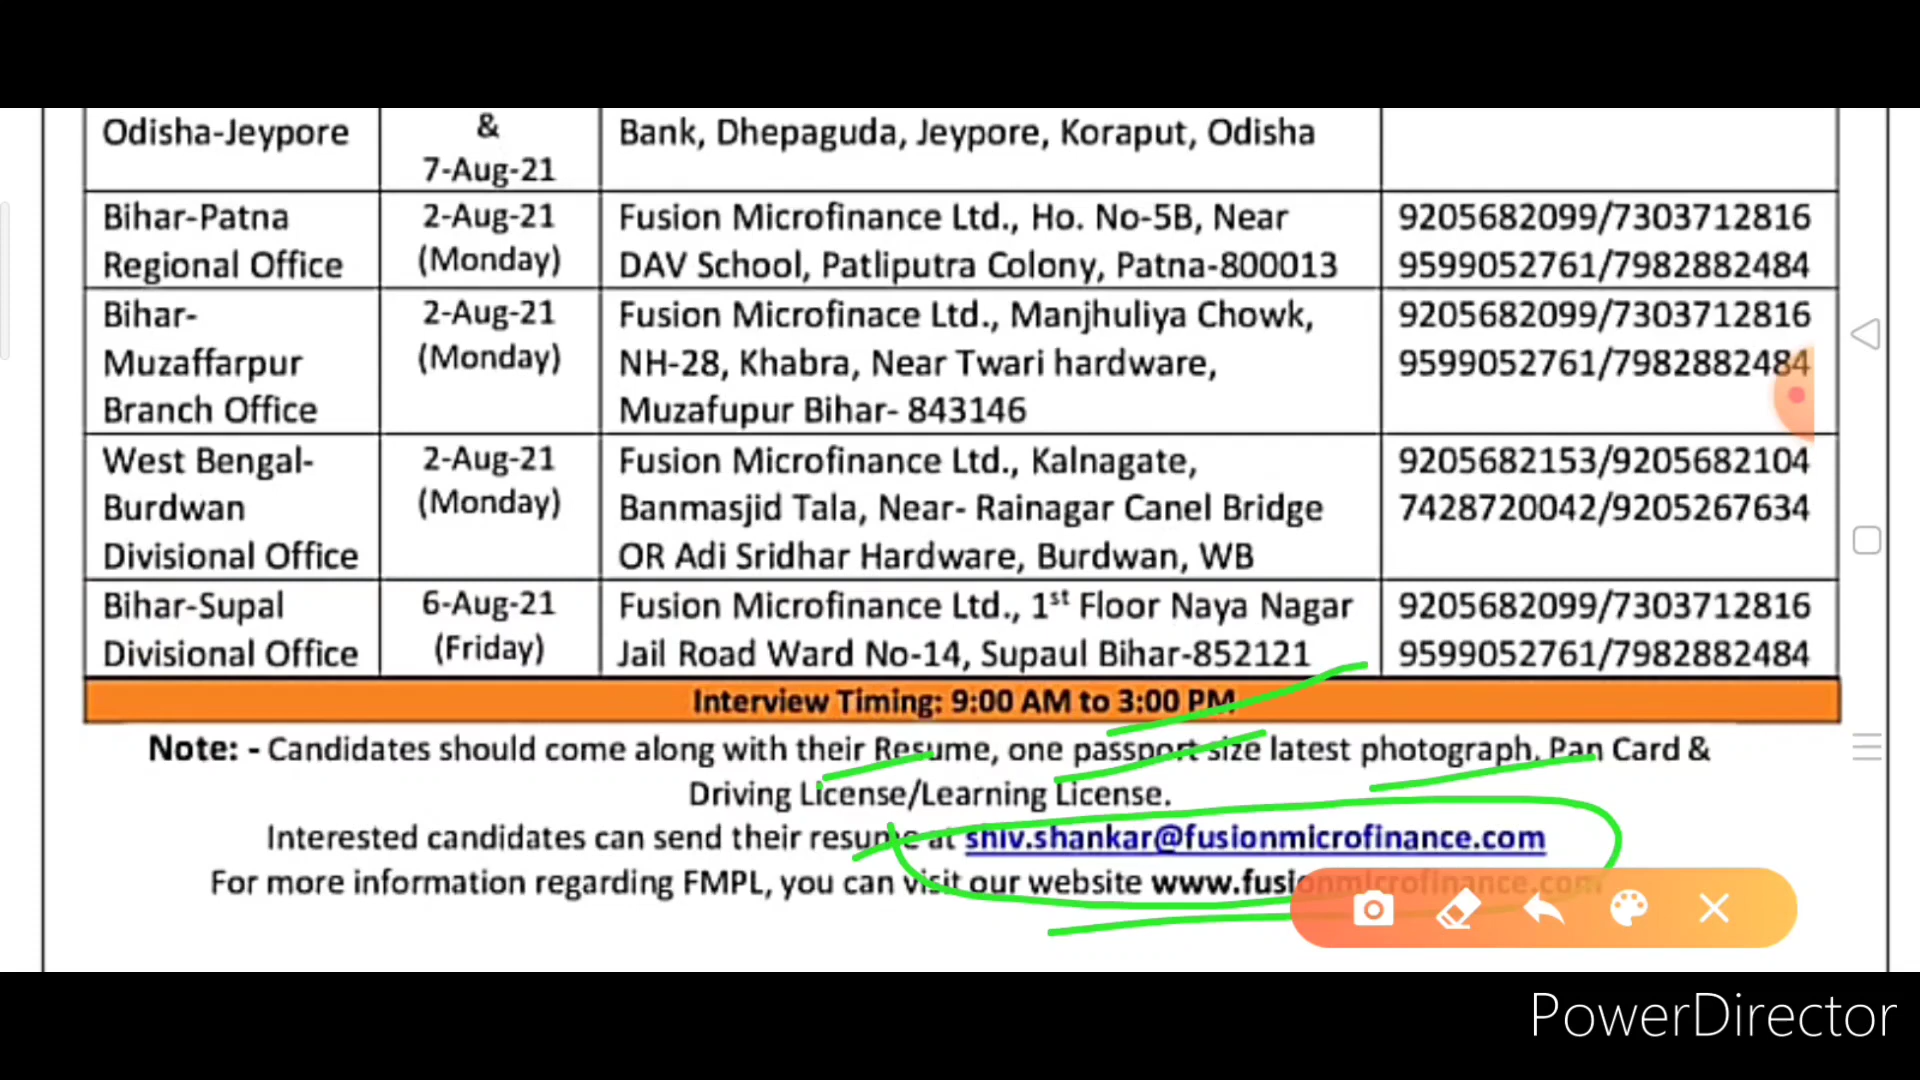 Odisha-Jeypore
&
7-Aug-21
Bank, Dhepaguda, Jeypore, Koraput, Odisha
Bihar-Patna
Regional Office
2-Aug-21
(Monday)
Fusion Microfinance Ltd., Ho. No-5B, Near
DAV School, Patliputra Colony, Patna-800013
9205682099/7303712816
9599052761/7982882484
Bihar-
Muzaffarpur
Branch Office
2-Aug-21
(Monday)
Fusion Microfinace Ltd., Manjhuliya Chowk,
NH-28, Khabra, Near Twari hardware,
Muzafupur Bihar- 843146
9205682099/7303712816
9599052761/7982882484
West Bengal-
Burdwan
Divisional Office
2-Aug-21
(Monday)
Fusion Microfinance Ltd., Kalnagate,
Banmasjid Tala, Near- Rainagar Canel Bridge
OR Adi Sridhar Hardware, Burdwan, WB
9205682153/9205682104
7428720042/9205267634
Bihar-Supal
Divisional Office
6-Aug-21
(Friday)
Fusion Microfinance Ltd., 1st Floor Naya Nagar
Jail Road Ward No-14, Supaul Bihar-852121
9205682099/7303712816
9599052761/7982882484
Interview Timing: 9:00 AM to 3:00 PM
Note: - Candidates should come along with their Resume, one passport size latest photograph, Pan Card &
Driving License/Learning License.
Interested candidates can send their resume at shiv.shankar@fusionmicrofinance.com
For more information regarding FMPL, you can visit our website www.fusionmicrofinance.com
PowerDirector